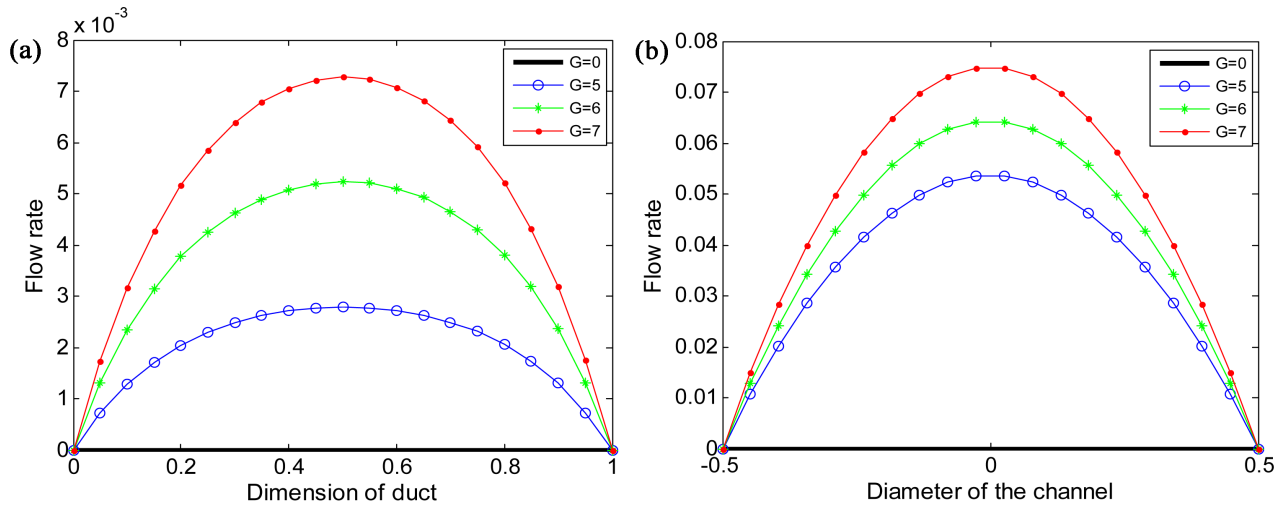 (a)
x 10-3
8
7
6
5
4
3
2
1
0
0 0.2 0.4 0.6 0.8 1
Flow rate
Dimension of duct
G=0
G=5
G=6
G=7
(b)
0.08
0.07
0.06
0.05
0.04
0.03
0.02
0.01
0
-0.5 0 0.5
Flow rate
Diameter of the channel
G=0
G=5
G=6
G=7